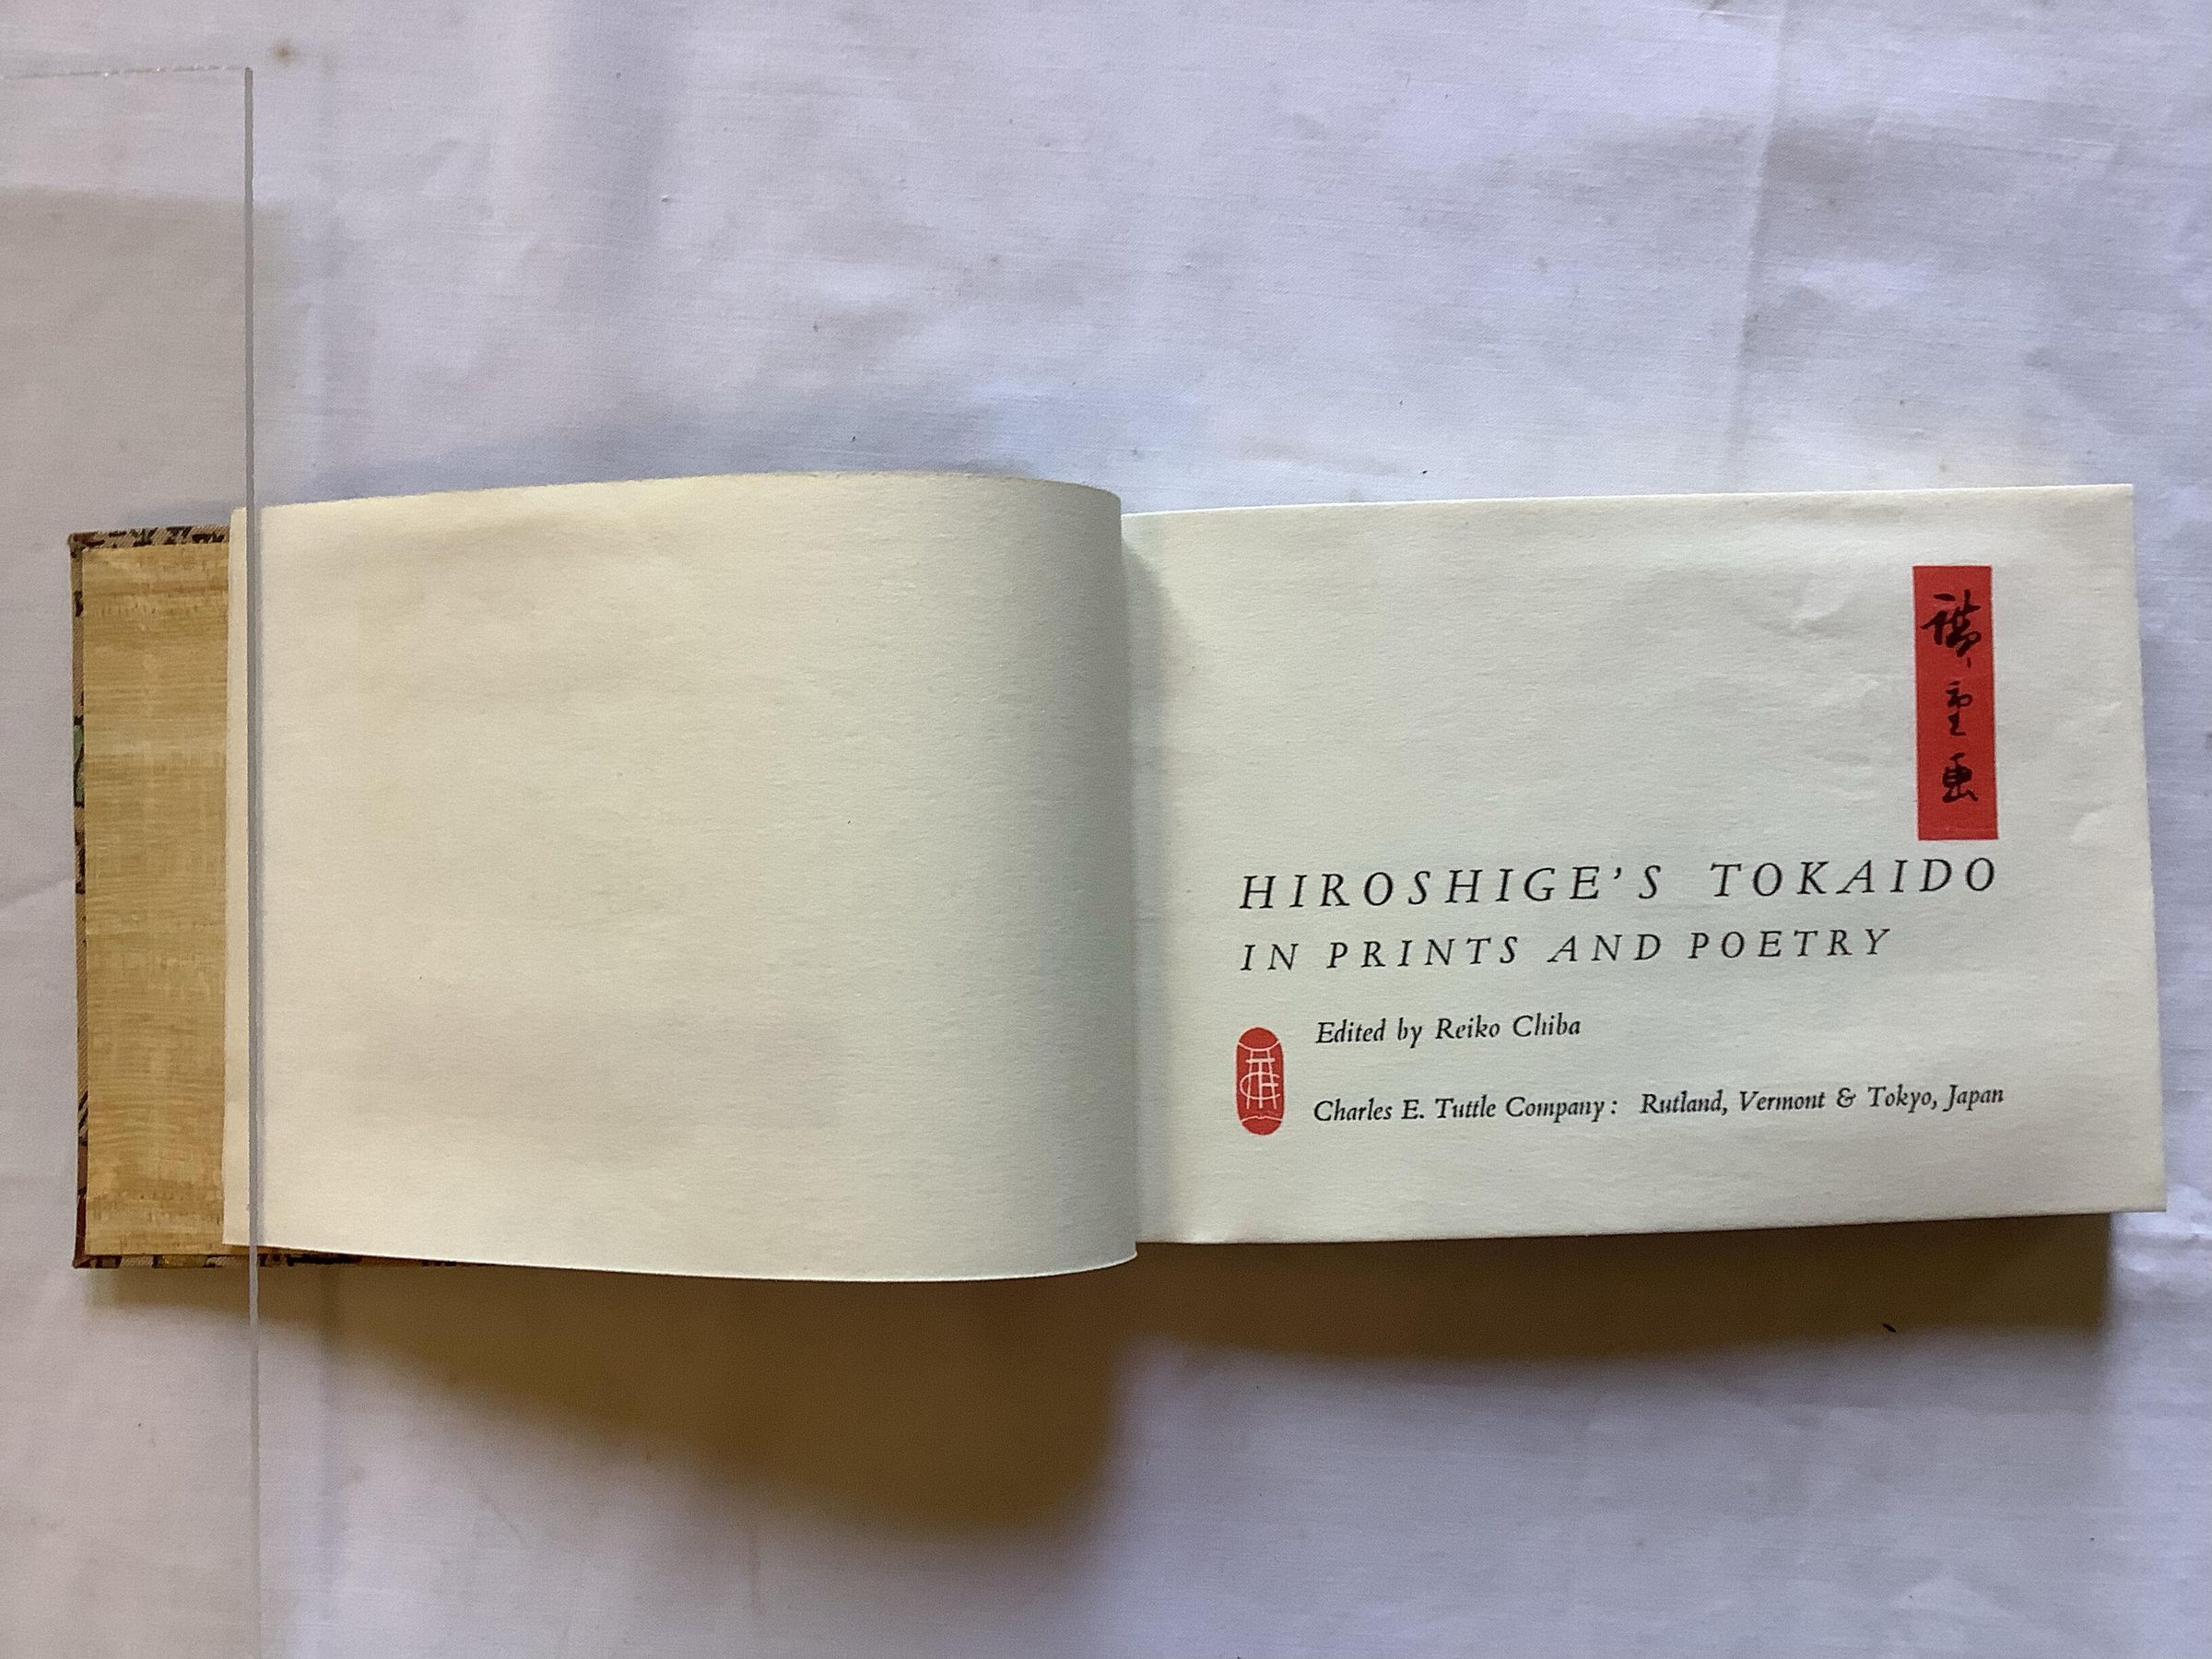 廣重画
HIROSHIGE’S TOKAIDO
IN PRINTS AND POETRY
Edited by Reiko Chiba
Charles E. Tuttle Company : Rutland, Vermont & Tokyo, Japan